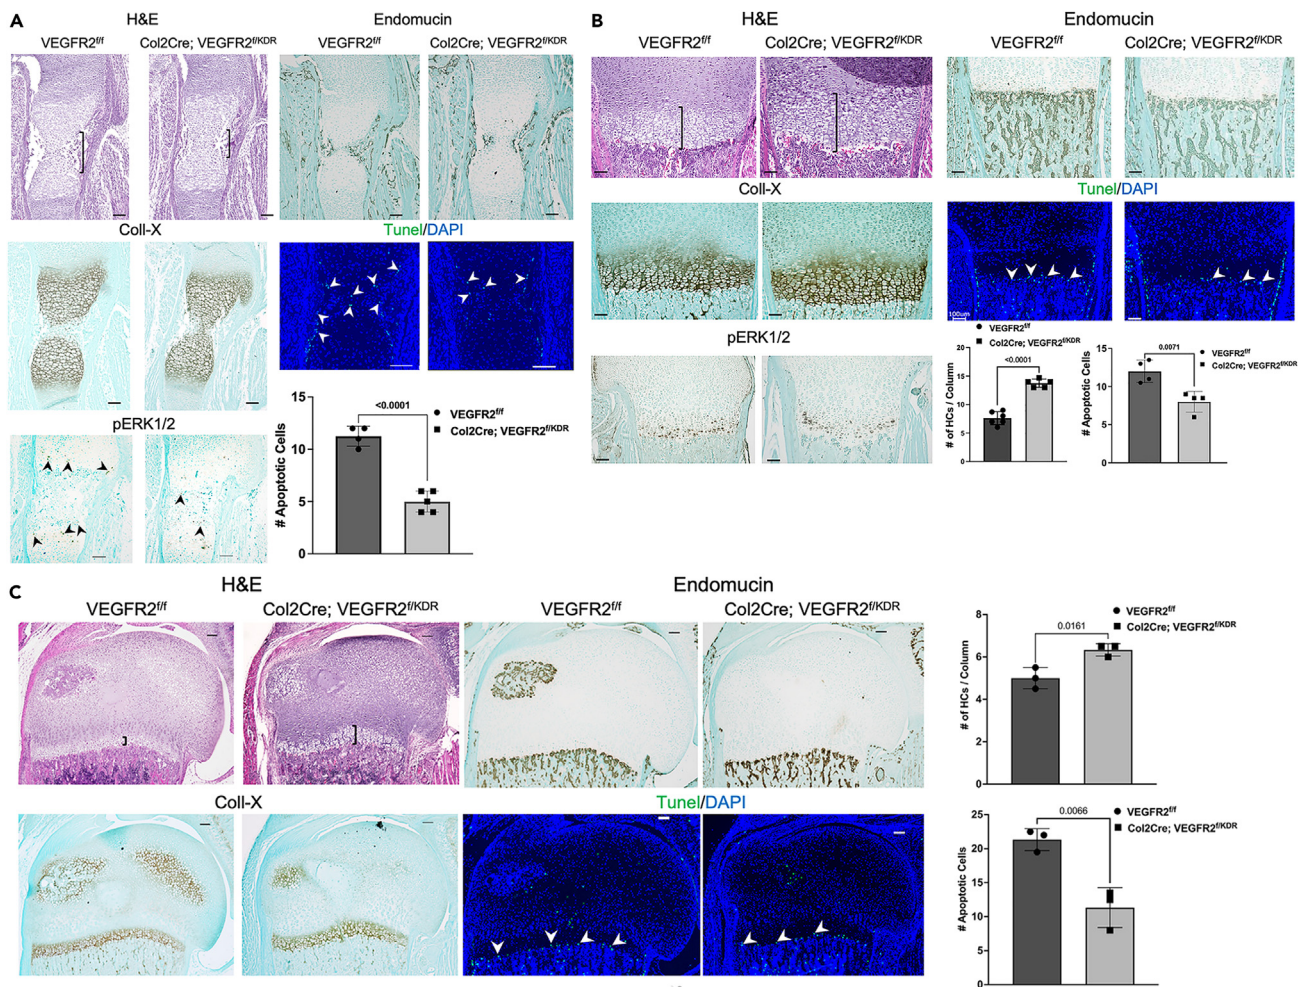 A
H&E
Endomucin
VEGFR2f/f
Col2Cre; VEGFR2f/KDR
VEGFR2f/f
Col2Cre; VEGFR2f/KDR
Coll-X
Tunel/DAPI
pERK1/2
15
10
5
0
# Apoptotic Cells
<0.0001
VEGFR2f/f
Col2Cre; VEGFR2f/KDR
B
H&E
Endomucin
VEGFR2f/f
Col2Cre; VEGFR2f/KDR
VEGFR2f/f
Col2Cre; VEGFR2f/KDR
Coll-X
Tunel/DAPI
100um
pERK1/2
VEGFR2f/f
Col2Cre; VEGFR2f/KDR
20
15
10
5
0
# of HCs / Column
<0.0001
15
10
5
0
# Apoptotic Cells
0.0071
VEGFR2f/f
Col2Cre; VEGFR2f/KDR
C
H&E
Endomucin
VEGFR2f/f
Col2Cre; VEGFR2f/KDR
VEGFR2f/f
Col2Cre; VEGFR2f/KDR
Coll-X
Tunel/DAPI
8
6
4
2
0
# of HCs / Column
0.0161
VEGFR2f/f
Col2Cre; VEGFR2f/KDR
25
20
15
10
5
0
# Apoptotic Cells
0.0066
VEGFR2f/f
Col2Cre; VEGFR2f/KDR